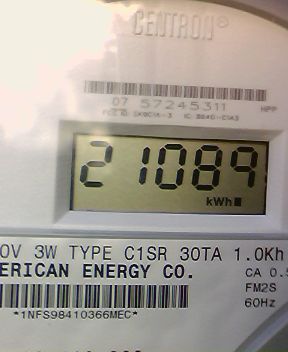 CENTRON®
07 57245311 HPP
21089
kWh
0V 3W TYPE C1SR 30TA 1.0Kh
ERICAN ENERGY CO.
CA 0.5
FM2S
60Hz
*1NFS98410366MEC*